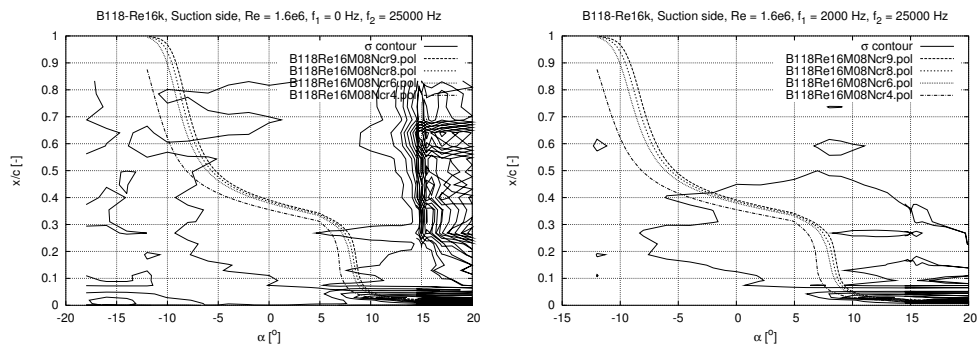 B118-Re16k, Suction side, Re = 1.6e6, f1 = 0 Hz, f2 = 25000 Hz
σ contour
B118Re16M08Ncr9.pol
B118Re16M08Ncr8.pol
B118Re16M08Ncr6.pol
B118Re16M08Ncr4.pol
x/c [-]
1
0.9
0.8
0.7
0.6
0.5
0.4
0.3
0.2
0.1
0
-20 -15 -10 -5 0 5 10 15 20
α [°]
B118-Re16k, Suction side, Re = 1.6e6, f1 = 2000 Hz, f2 = 25000 Hz
σ contour
B118Re16M08Ncr9.pol
B118Re16M08Ncr8.pol
B118Re16M08Ncr6.pol
B118Re16M08Ncr4.pol
x/c [-]
1
0.9
0.8
0.7
0.6
0.5
0.4
0.3
0.2
0.1
0
-15 -10 -5 0 5 10 15 20
α [°]